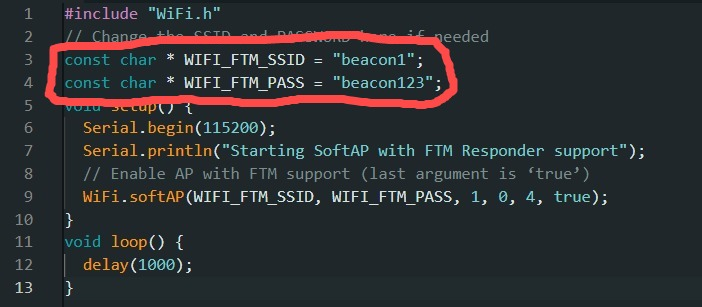 1 #include "WiFi.h"
2 // Change the SSID and PASSWORD here if needed
3 const char * WIFI_FTM_SSID = "beacon1";
4 const char * WIFI_FTM_PASS = "beacon123";
5 void setup() {
6 Serial.begin(115200);
7 Serial.println("Starting SoftAP with FTM Responder support");
8 // Enable AP with FTM support (last argument is ‘true’)
9 WiFi.softAP(WIFI_FTM_SSID, WIFI_FTM_PASS, 1, 0, 4, true);
10 }
11 void loop() {
12 delay(1000);
13 }